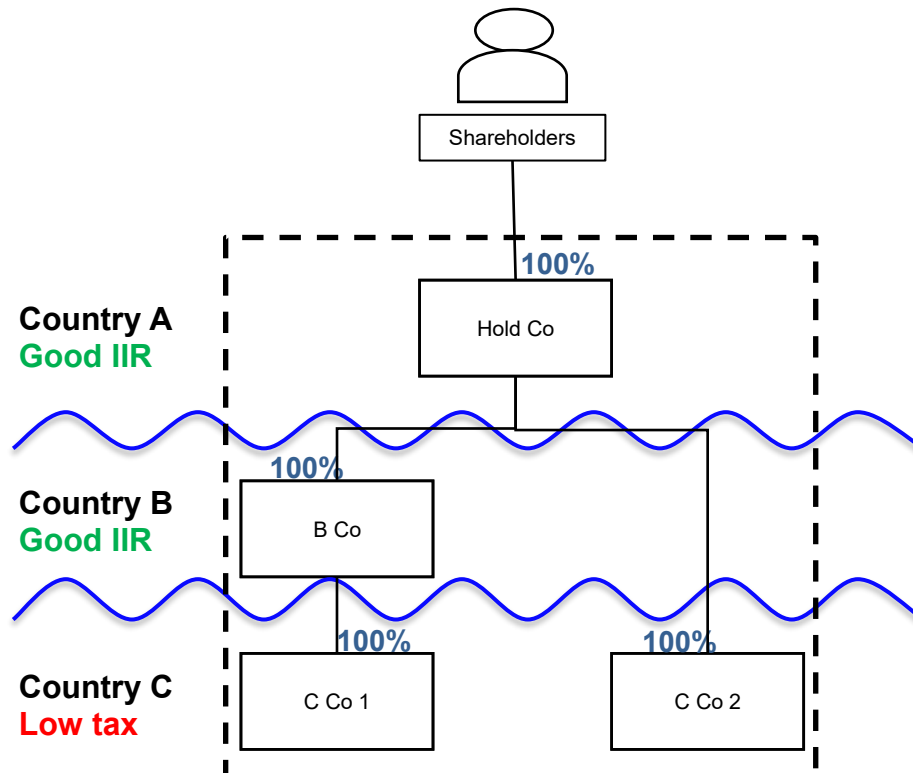 Shareholders
100%
Country A
Good IIR
Hold Co
100%
Country B
Good IIR
B Co
100%
100%
Country C
Low tax
C Co 1
C Co 2